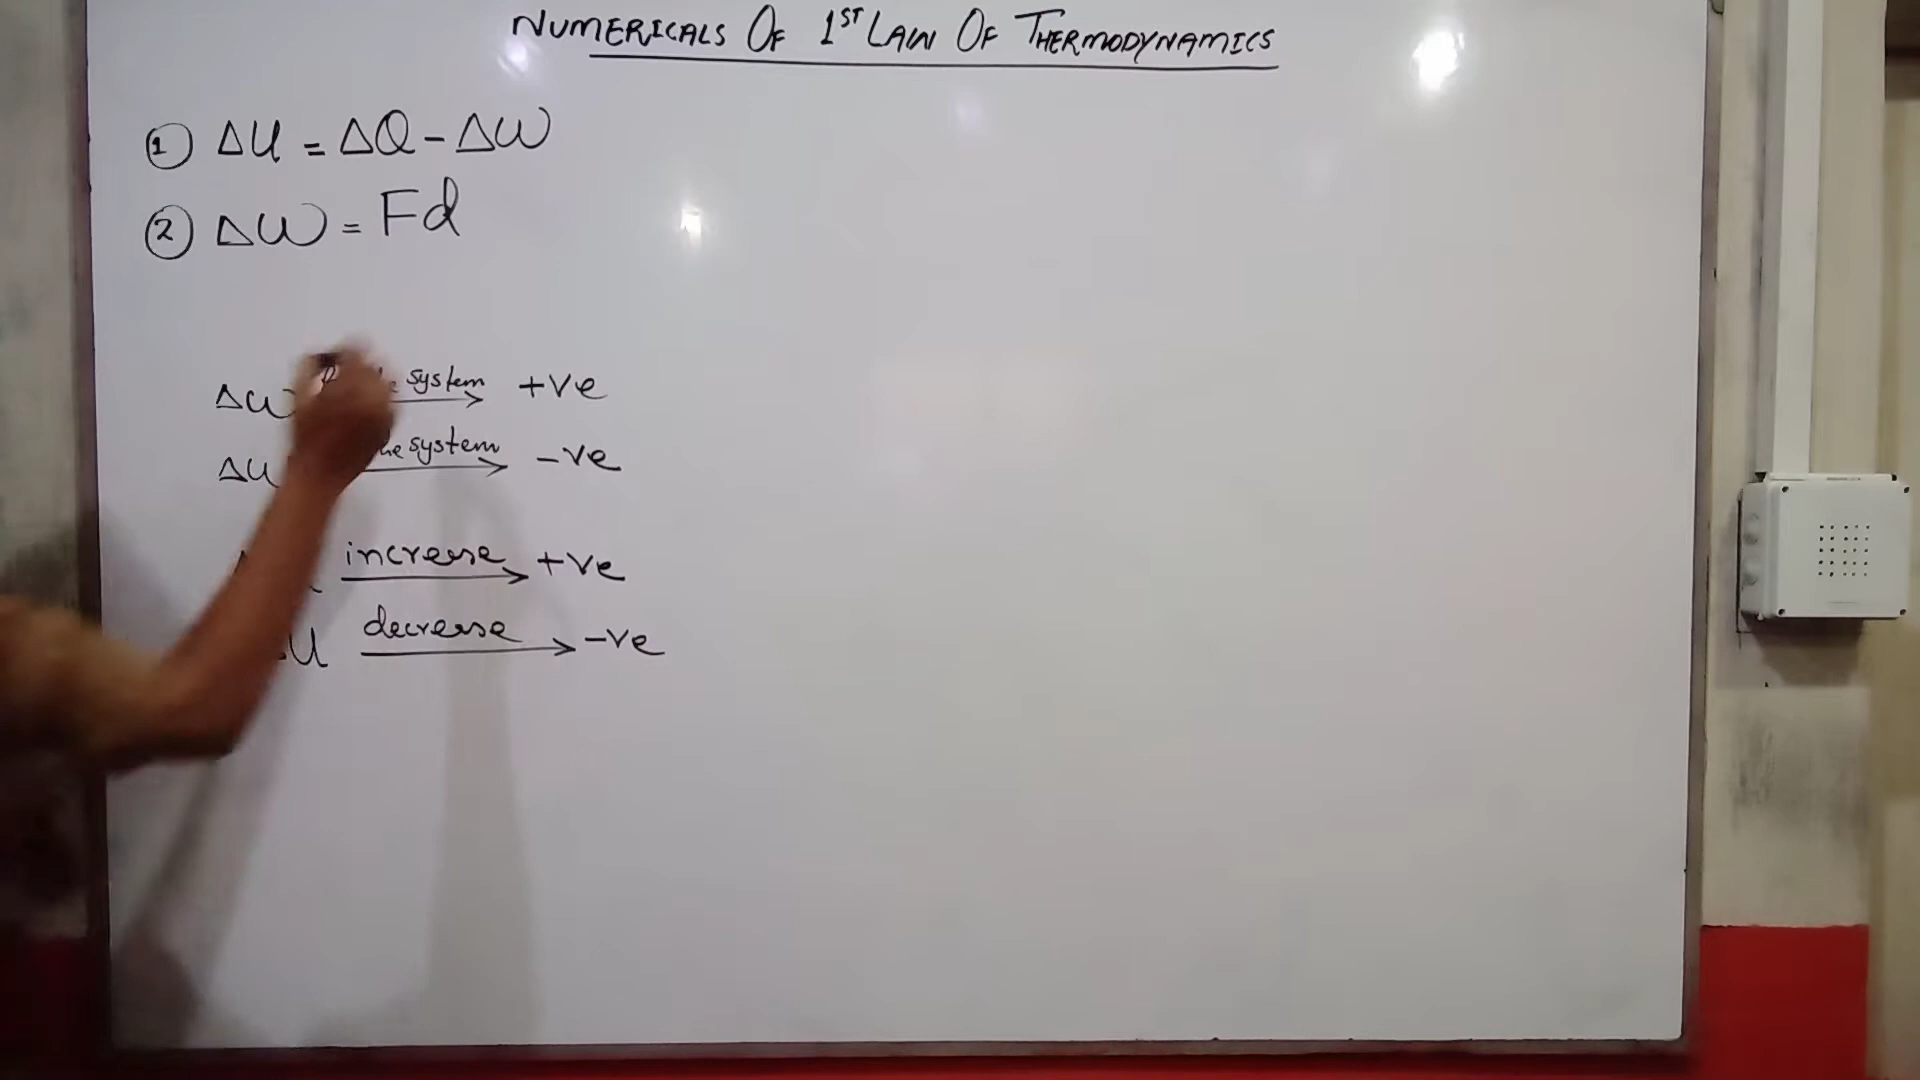 NUMERICALS OF 1ST LAW OF THERMODYNAMICS
① ΔU = ΔQ - ΔW
② ΔW = Fd
ΔW system → +ve
system → -ve
increase → +ve
U decrease → -ve